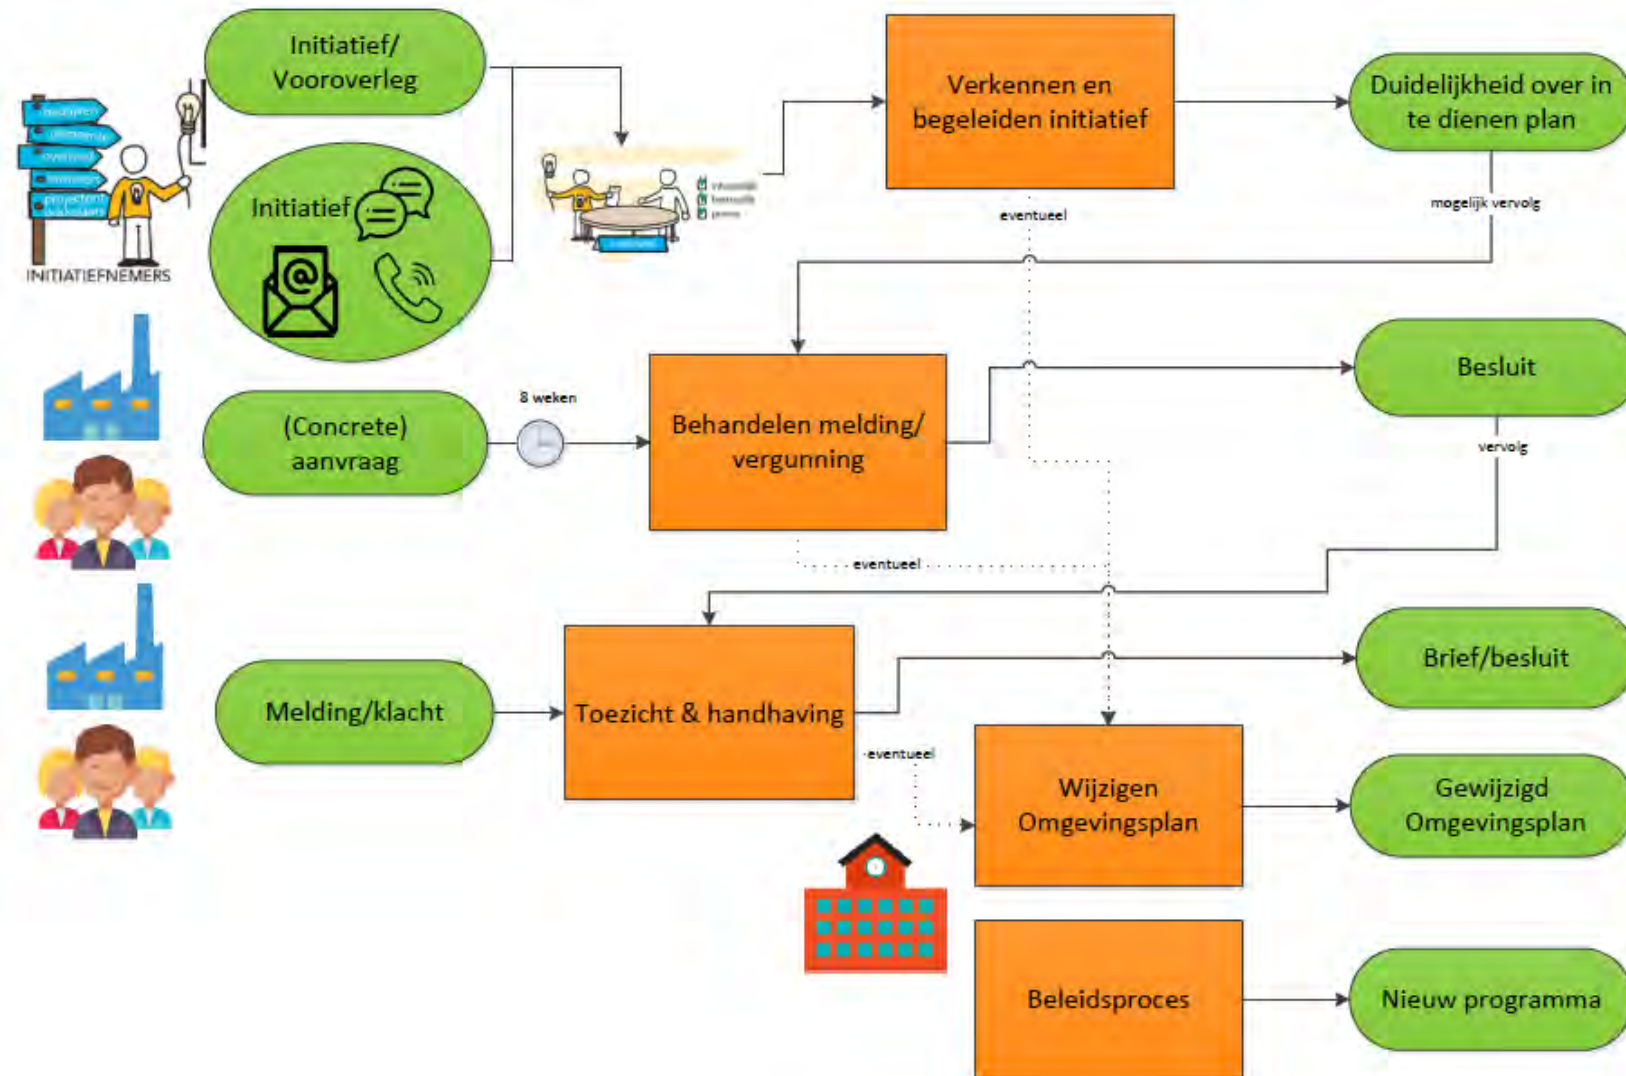 Initiatief/
Vooroverleg
Verkennen en
begeleiden initiatief
Duidelijkheid over in
te dienen plan
Initiatief
INITIATIEFNEMERS
eventueel
mogelijk vervolg
(Concrete)
aanvraag
8 weken
Behandelen melding/
vergunning
Besluit
vervolg
eventueel
Melding/klacht
Toezicht & handhaving
Brief/besluit
eventueel
Wijzigen
Omgevingsplan
Gewijzigd
Omgevingsplan
Beleidsproces
Nieuw programma